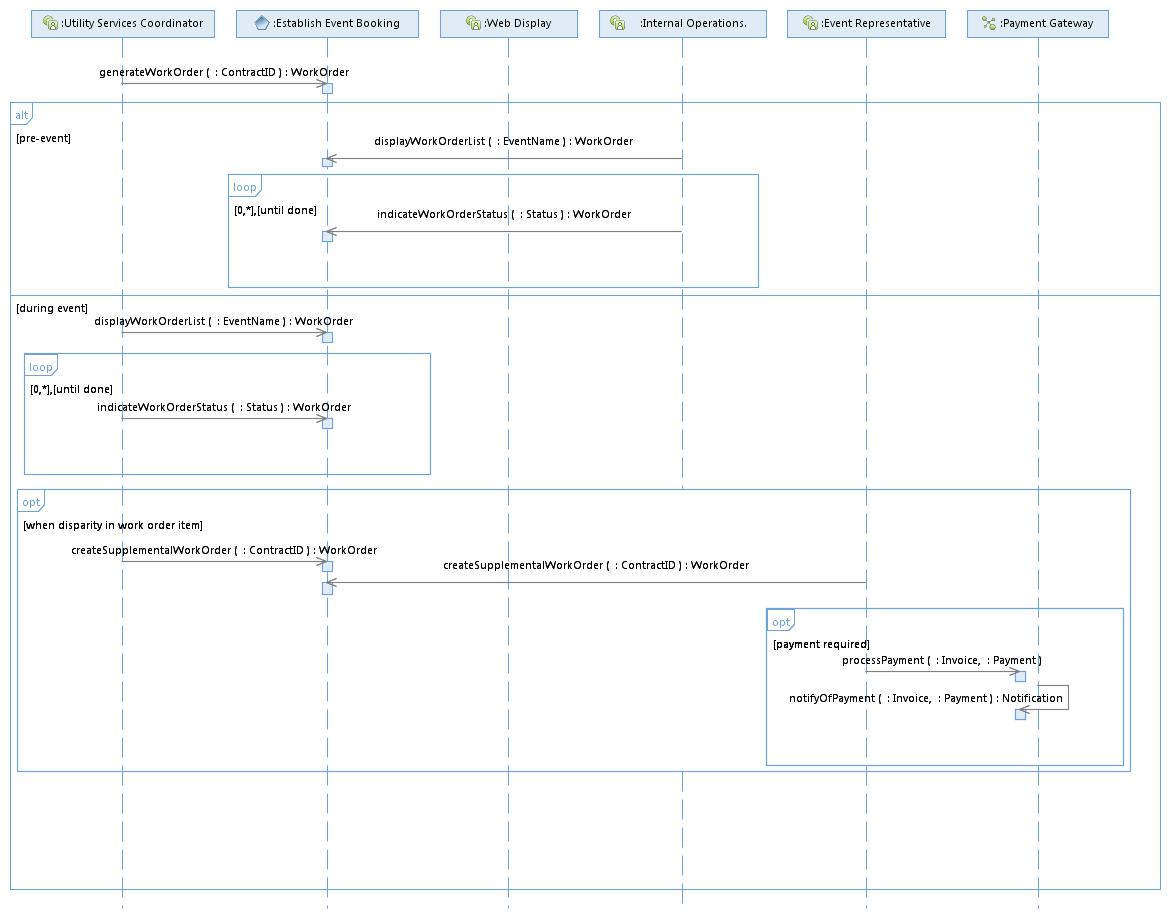 :Utility Services Coordinator
:Establish Event Booking
:Web Display
:Internal Operations.
:Event Representative
:Payment Gateway
generateWorkOrder ( : ContractID ) : WorkOrder
alt
[pre-event]
displayWorkOrderList ( : EventName ) : WorkOrder
loop
[0,*],[until done]
indicateWorkOrderStatus ( : Status ) : WorkOrder
[during event]
displayWorkOrderList ( : EventName ) : WorkOrder
loop
[0,*],[until done]
indicateWorkOrderStatus ( : Status ) : WorkOrder
opt
[when disparity in work order item]
createSupplementalWorkOrder ( : ContractID ) : WorkOrder
createSupplementalWorkOrder ( : ContractID ) : WorkOrder
opt
[payment required]
processPayment ( : Invoice, : Payment )
notifyOfPayment ( : Invoice, : Payment ) : Notification